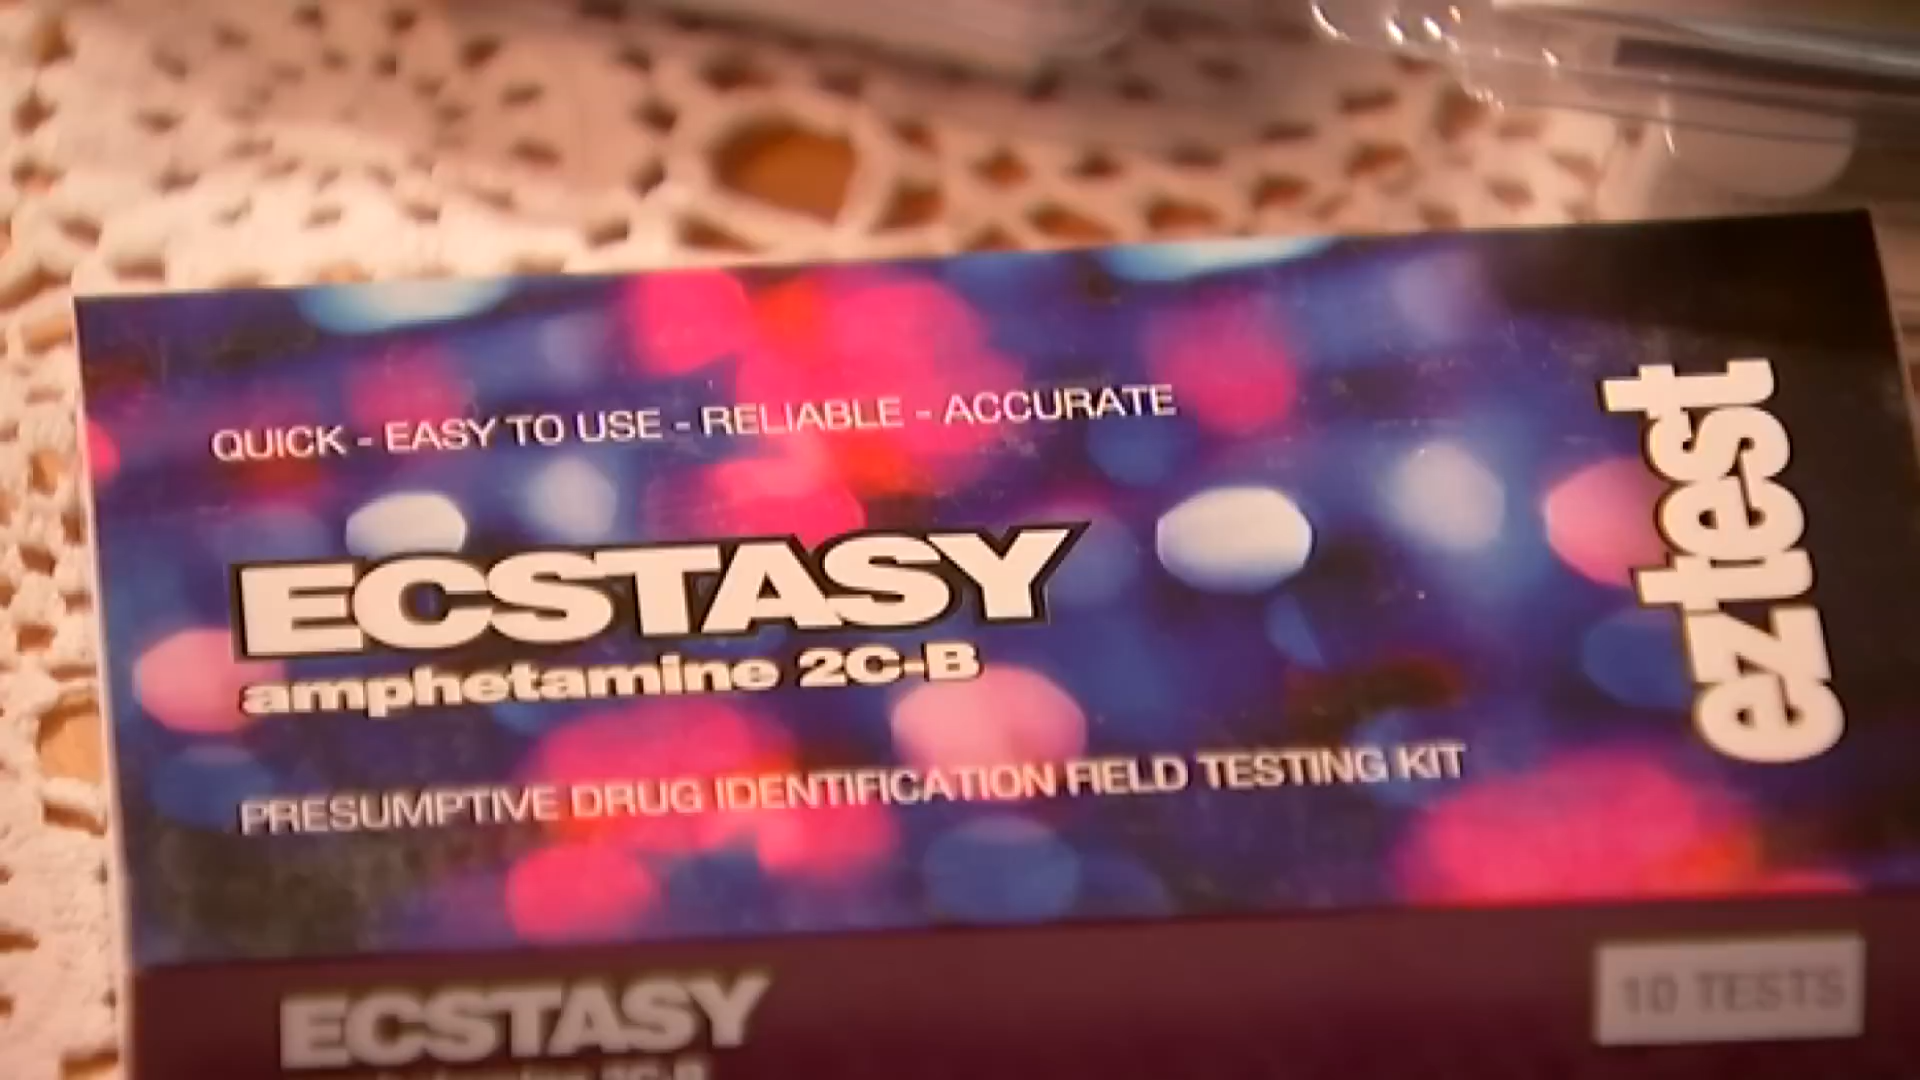 QUICK - EASY TO USE - RELIABLE - ACCURATE
ECSTASY
amphetamine 2C-B
PRESUMPTIVE DRUG IDENTIFICATION FIELD TESTING KIT
eztest
ECSTASY
10 TESTS